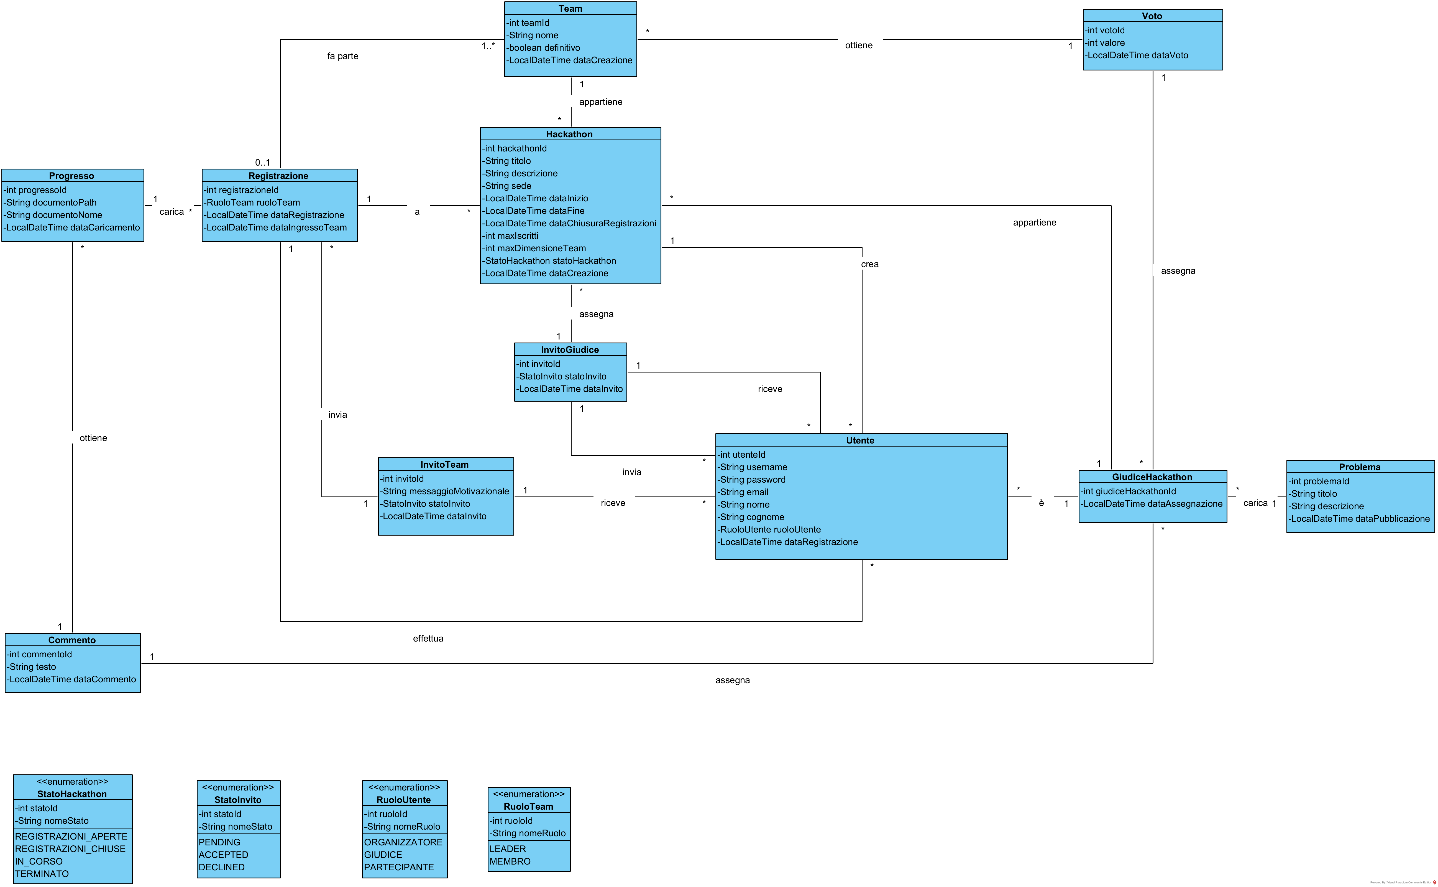 Team
-int teamId
-String nome
-boolean definitivo
-LocalDateTime dataCreazione
Voto
-int votoId
-int valore
-LocalDateTime dataVoto
1..*
fa parte
0..1
*
ottiene
1
1
appartiene
*
1
assegna
*
Hackathon
-int hackathonId
-String titolo
-String descrizione
-String sede
-LocalDateTime dataInizio
-LocalDateTime dataFine
-LocalDateTime dataChiusuraRegistrazioni
-int maxIscritti
-int maxDimensioneTeam
-StatoHackathon statoHackathon
-LocalDateTime dataCreazione
Progresso
-int progressoId
-String documentoPath
-String documentoNome
-LocalDateTime dataCaricamento
1
carica
*
Registrazione
-int registrazioneId
-RuoloTeam ruoloTeam
-LocalDateTime dataRegistrazione
-LocalDateTime dataIngressoTeam
1
a
*
*
appartiene
1
1
crea
*
*
assegna
1
InvitoGiudice
-int invitoId
-StatoInvito statoInvito
-LocalDateTime dataInvito
1
riceve
*
1
invia
*
*
invia
1
InvitoTeam
-int invitoId
-String messaggioMotivazionale
-StatoInvito statoInvito
-LocalDateTime dataInvito
1
riceve
*
Utente
-int utenteId
-String username
-String password
-String email
-String nome
-String cognome
-RuoloUtente ruoloUtente
-LocalDateTime dataRegistrazione
*
è
1
GiudiceHackathon
-int giudiceHackathonId
-LocalDateTime dataAssegnazione
*
carica
1
Problema
-int problemaId
-String titolo
-String descrizione
-LocalDateTime dataPubblicazione
*
ottiene
1
1
effettua
*
Commento
-int commentoId
-String testo
-LocalDateTime dataCommento
1
assegna
*
<<enumeration>>
StatoHackathon
-int statoId
-String nomeStato
REGISTRAZIONI_APERTE
REGISTRAZIONI_CHIUSE
IN_CORSO
TERMINATO
<<enumeration>>
StatoInvito
-int statoId
-String nomeStato
PENDING
ACCEPTED
DECLINED
<<enumeration>>
RuoloUtente
-int ruoloId
-String nomeRuolo
ORGANIZZATORE
GIUDICE
PARTECIPANTE
<<enumeration>>
RuoloTeam
-int ruoloId
-String nomeRuolo
LEADER
MEMBRO